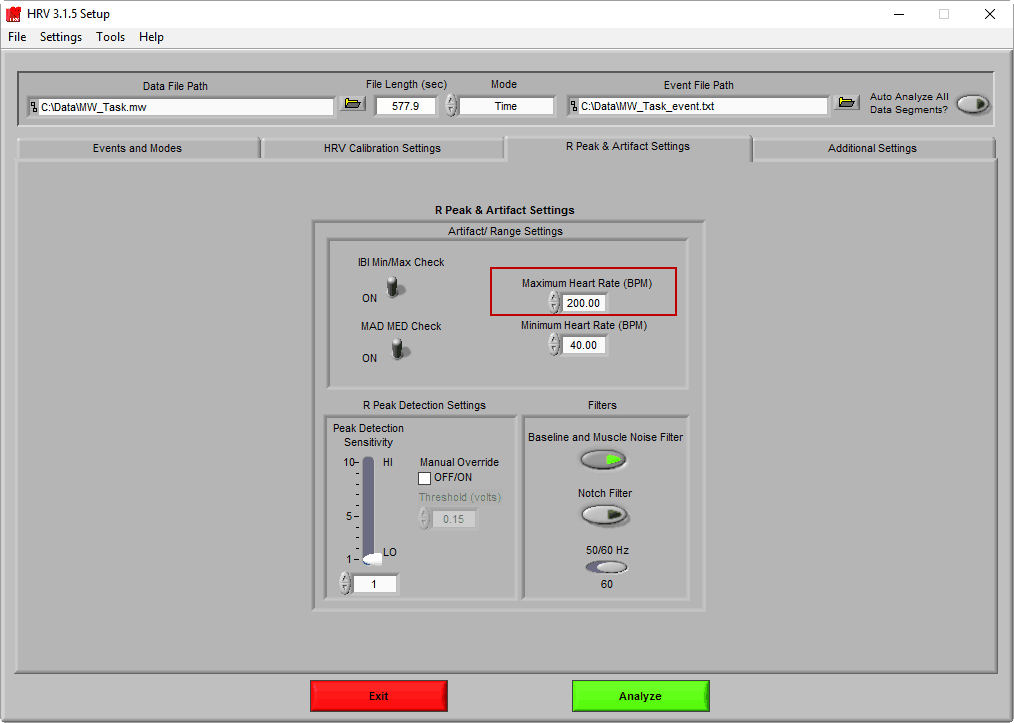 HRV 3.1.5 Setup
File Settings Tools Help
Data File Path
File Length (sec)
Mode
Event File Path
C:\Data\MW_Task.mw
577.9
Time
C:\Data\MW_Task_event.txt
Auto Analyze All
Data Segments?
Events and Modes
HRV Calibration Settings
R Peak & Artifact Settings
Additional Settings
R Peak & Artifact Settings
Artifact/ Range Settings
IBI Min/Max Check
ON
Maximum Heart Rate (BPM)
200.00
MAD MED Check
ON
Minimum Heart Rate (BPM)
40.00
R Peak Detection Settings
Peak Detection
Sensitivity
10
HI
5
1
LO
1
Manual Override
OFF/ON
Threshold (volts)
0.15
Filters
Baseline and Muscle Noise Filter
Notch Filter
50/60 Hz
60
Exit
Analyze